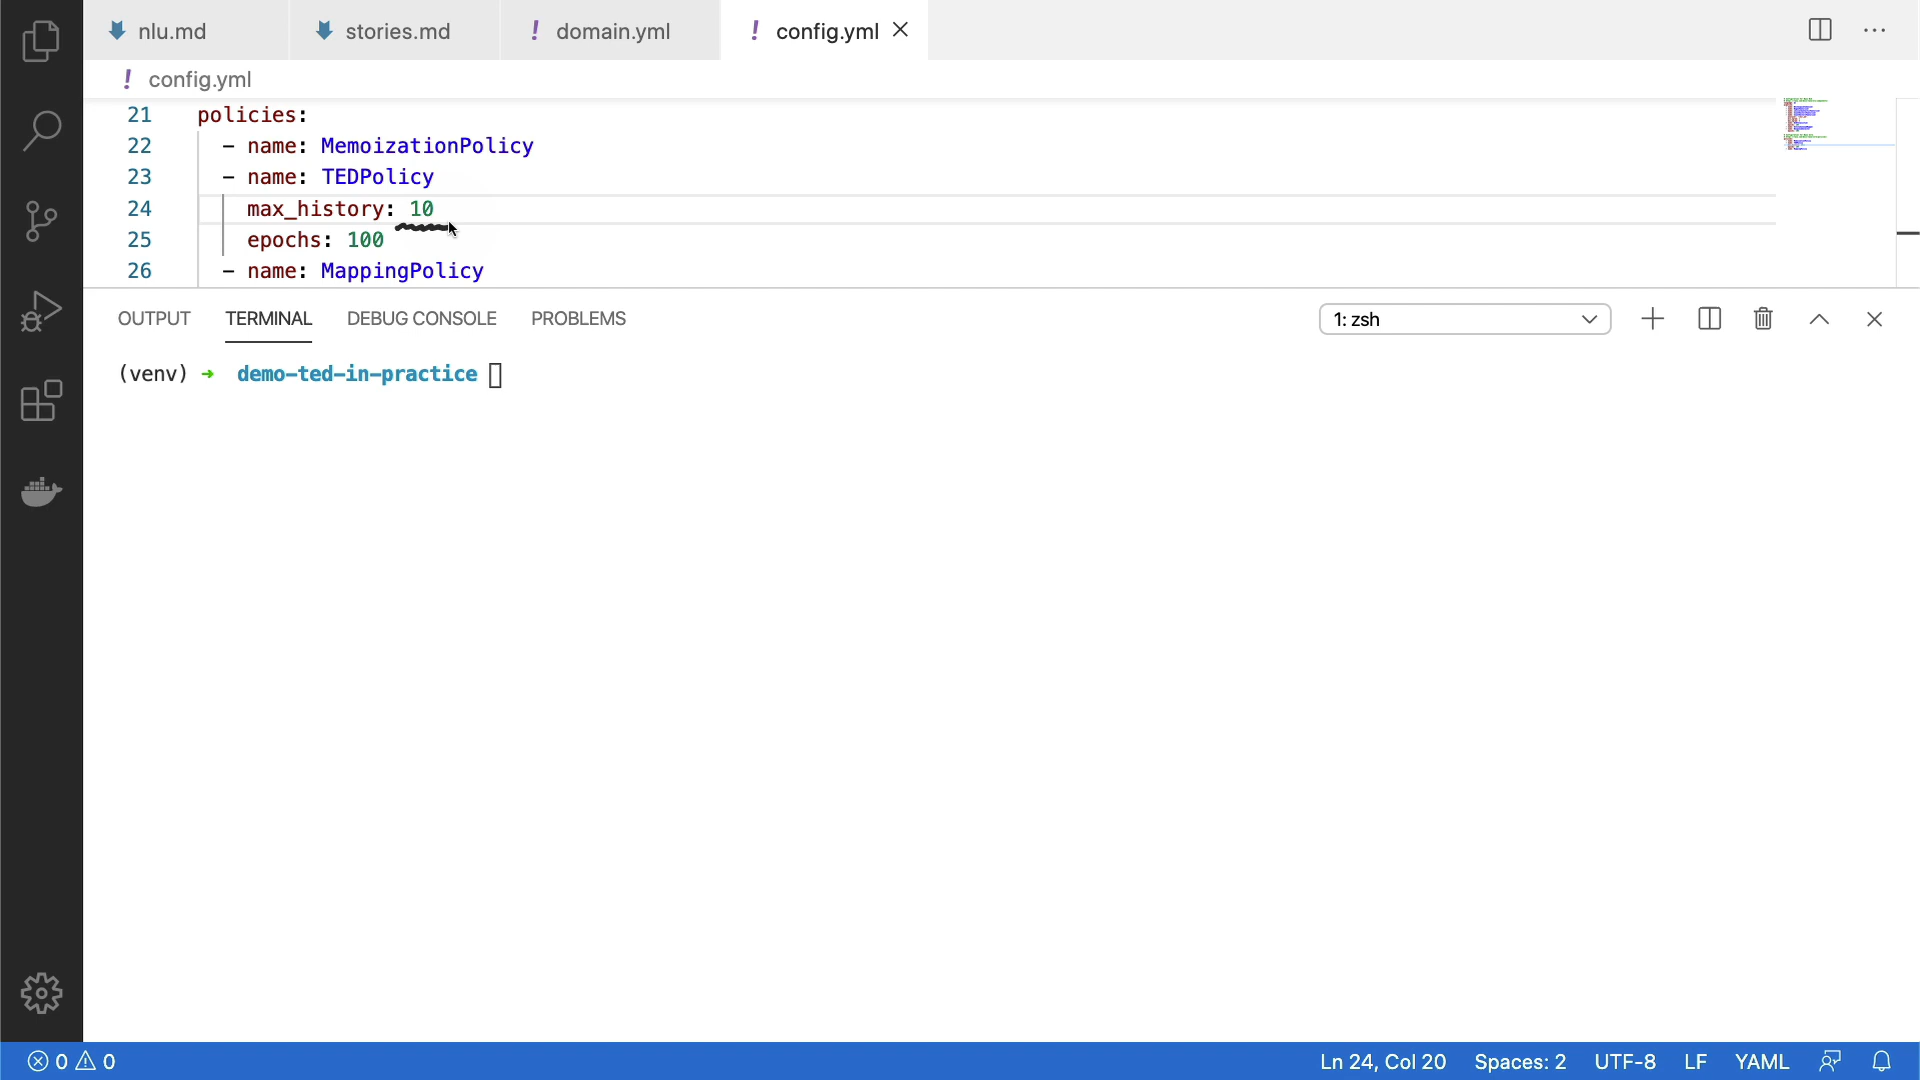 nlu.md stories.md domain.yml config.yml
config.yml
21 policies:
22 - name: MemoizationPolicy
23 - name: TEDPolicy
24 max_history: 10
25 epochs: 100
26 - name: MappingPolicy
OUTPUT TERMINAL DEBUG CONSOLE PROBLEMS 1: zsh
(venv) → demo-ted-in-practice
0 0 Ln 24, Col 20 Spaces: 2 UTF-8 LF YAML